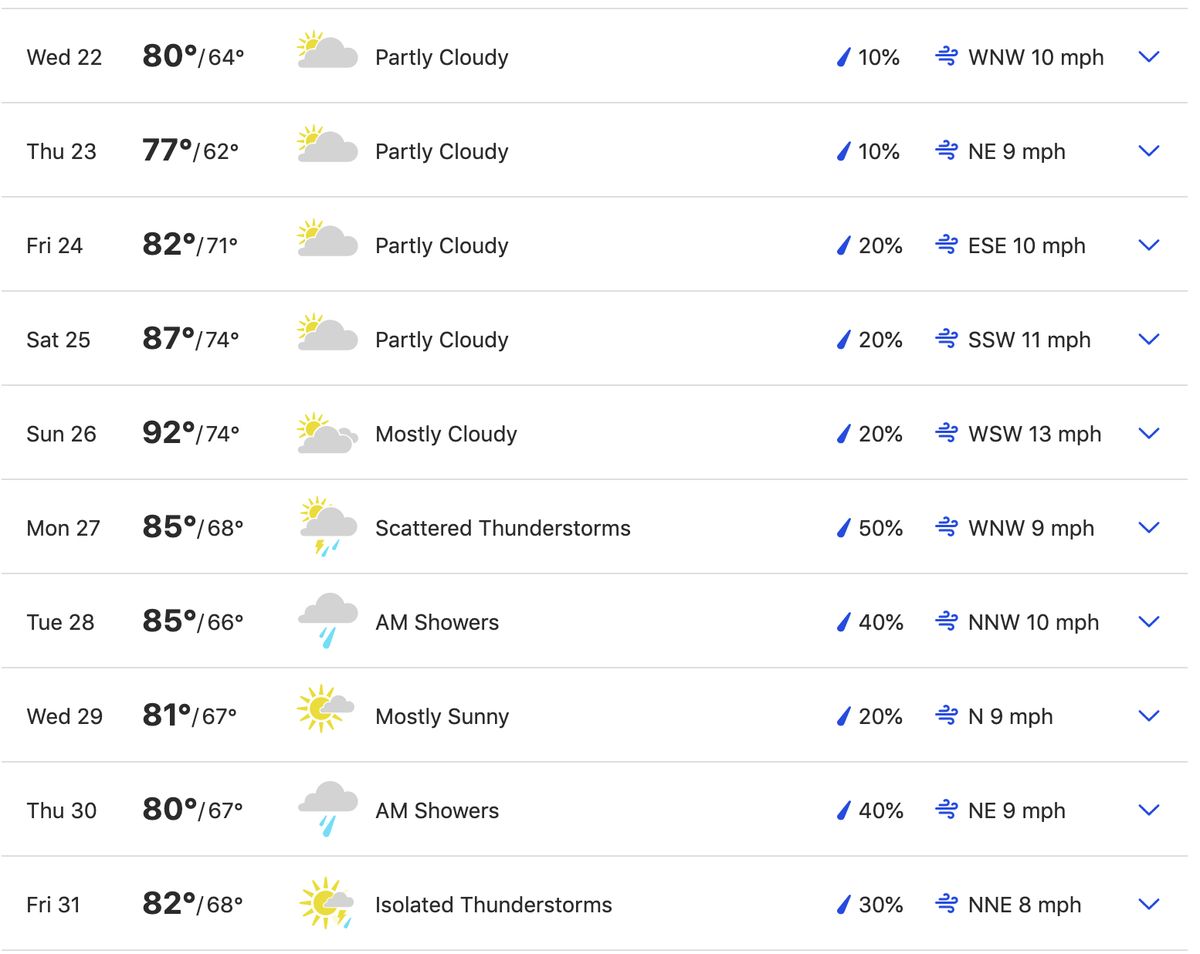 Wed 22 80°/64° Partly Cloudy 10% WNW 10 mph
Thu 23 77°/62° Partly Cloudy 10% NE 9 mph
Fri 24 82°/71° Partly Cloudy 20% ESE 10 mph
Sat 25 87°/74° Partly Cloudy 20% SSW 11 mph
Sun 26 92°/74° Mostly Cloudy 20% WSW 13 mph
Mon 27 85°/68° Scattered Thunderstorms 50% WNW 9 mph
Tue 28 85°/66° AM Showers 40% NNW 10 mph
Wed 29 81°/67° Mostly Sunny 20% N 9 mph
Thu 30 80°/67° AM Showers 40% NE 9 mph
Fri 31 82°/68° Isolated Thunderstorms 30% NNE 8 mph